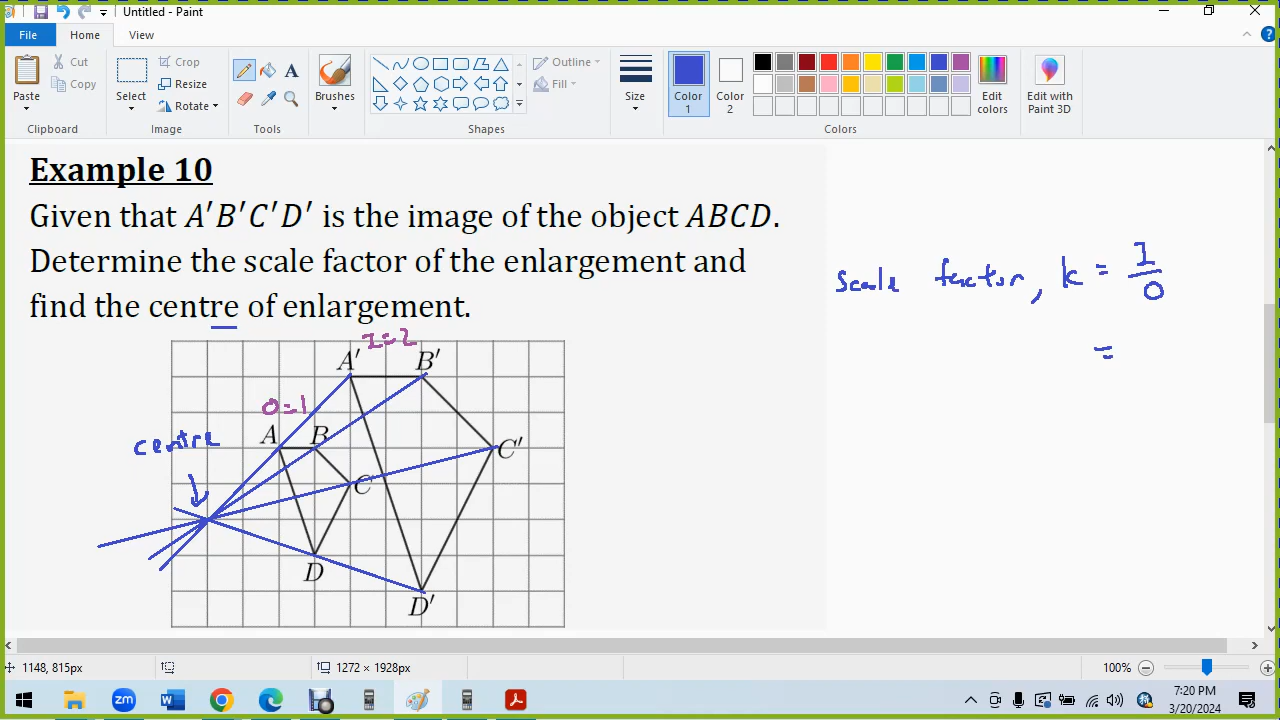 Untitled - Paint
File
Home
View
Paste
Cut
Copy
Clipboard
Select
Crop
Resize
Rotate
Image
A
Tools
Brushes
Outline
Fill
Shapes
Size
Color 1
Color 2
Edit colors
Edit with Paint 3D
Colors
Example 10
Given that A′B′C′D′ is the image of the object ABCD.
Determine the scale factor of the enlargement and
find the centre of enlargement.
scale factor, k = I/O
=
I=2
A′ B′
O=1
A B
centre
C′
C
D
D′
1148, 815px
1272 × 1928px
100%
zm
W
7:20 PM
3/20/2024